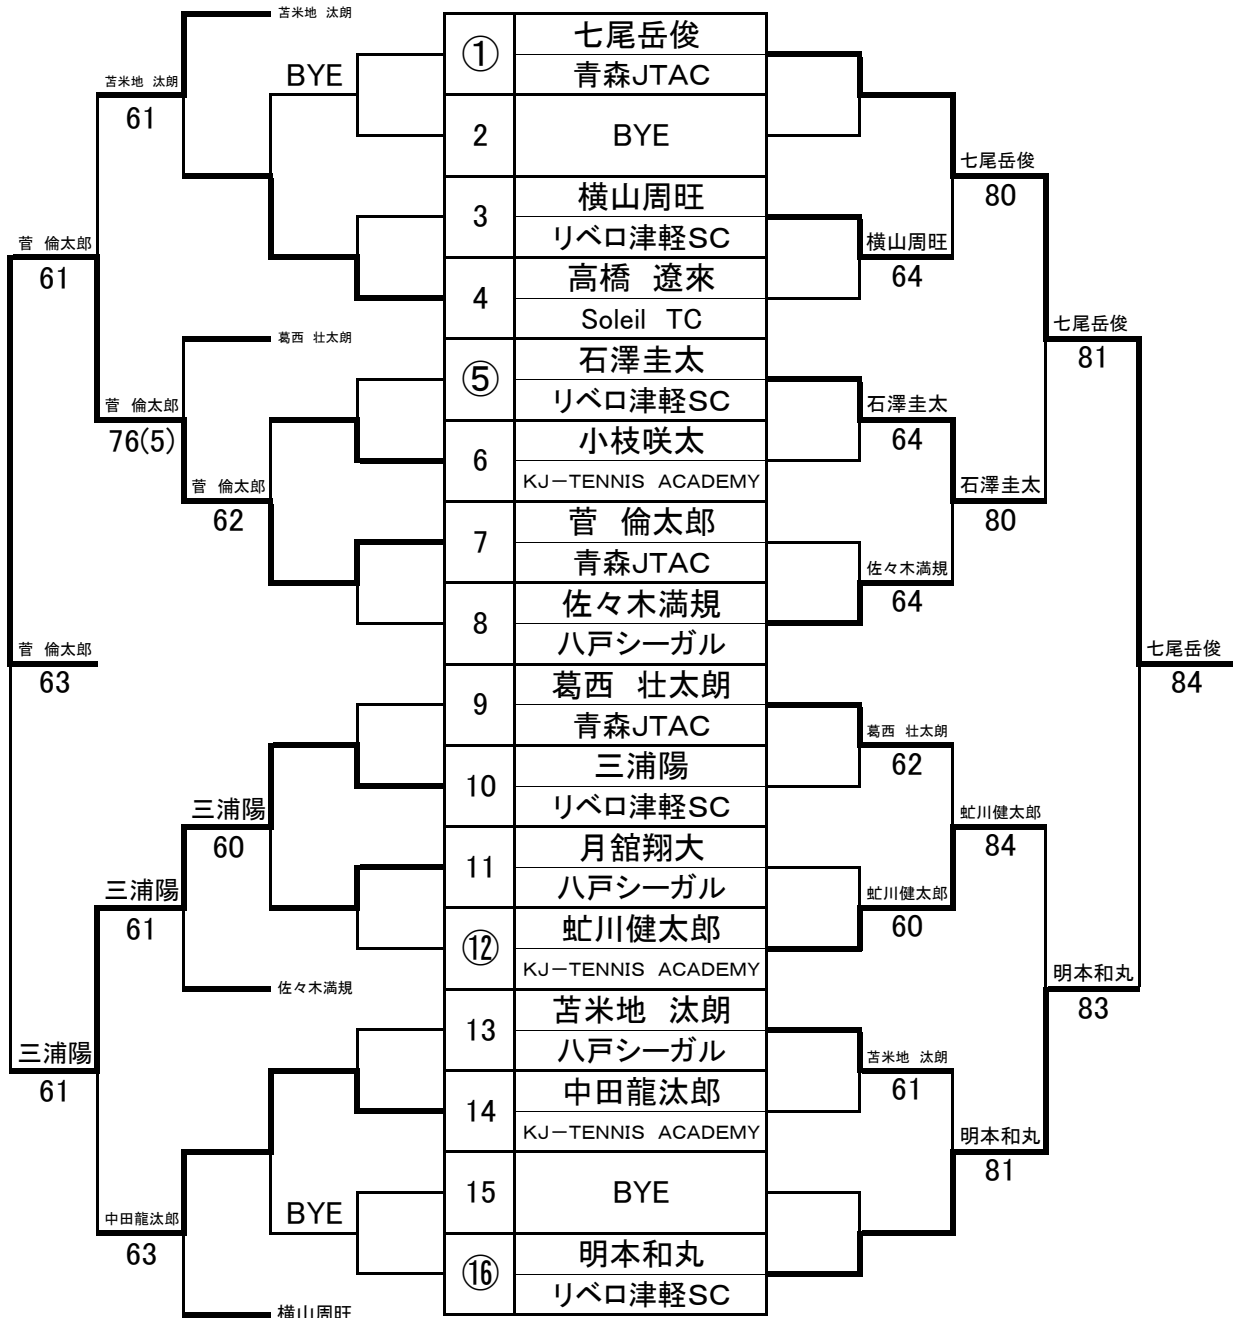 苫米地 汰朗
BYE
苫米地 汰朗
61
菅 倫太郎
61
葛西 壮太朗
菅 倫太郎
76(5)
菅 倫太郎
62
菅 倫太郎
63
三浦陽
60
三浦陽
61
佐々木満規
三浦陽
61
中田龍汰郎
63
BYE
横山周旺
① 七尾岳俊
青森JTAC
2 BYE
3 横山周旺
リベロ津軽SC
4 高橋 遼來
Soleil TC
⑤ 石澤圭太
リベロ津軽SC
6 小枝咲太
KJ-TENNIS ACADEMY
7 菅 倫太郎
青森JTAC
8 佐々木満規
八戸シーガル
9 葛西 壮太朗
青森JTAC
10 三浦陽
リベロ津軽SC
11 月舘翔大
八戸シーガル
⑫ 虻川健太郎
KJ-TENNIS ACADEMY
13 苫米地 汰朗
八戸シーガル
14 中田龍汰郎
KJ-TENNIS ACADEMY
15 BYE
⑯ 明本和丸
リベロ津軽SC
七尾岳俊
80
横山周旺
64
七尾岳俊
81
石澤圭太
64
石澤圭太
80
佐々木満規
64
七尾岳俊
84
葛西 壮太朗
62
虻川健太郎
84
虻川健太郎
60
明本和丸
83
苫米地 汰朗
61
明本和丸
81